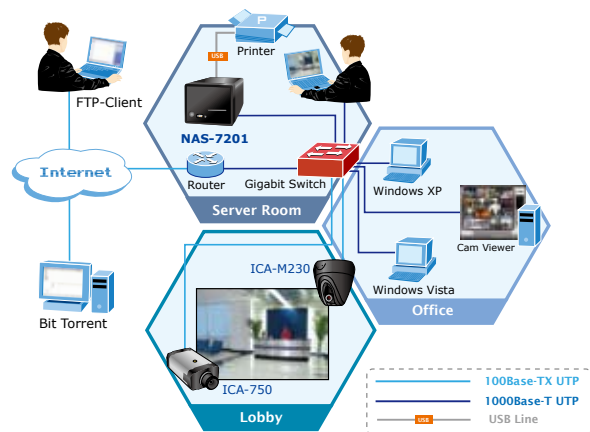 P
Printer
USB
FTP-Client
NAS-7201
Internet
Router
Gigabit Switch
Windows XP
Server Room
Cam Viewer
ICA-M230
Windows Vista
Office
Bit Torrent
ICA-750
Lobby
100Base-TX UTP
1000Base-T UTP
USB
USB Line